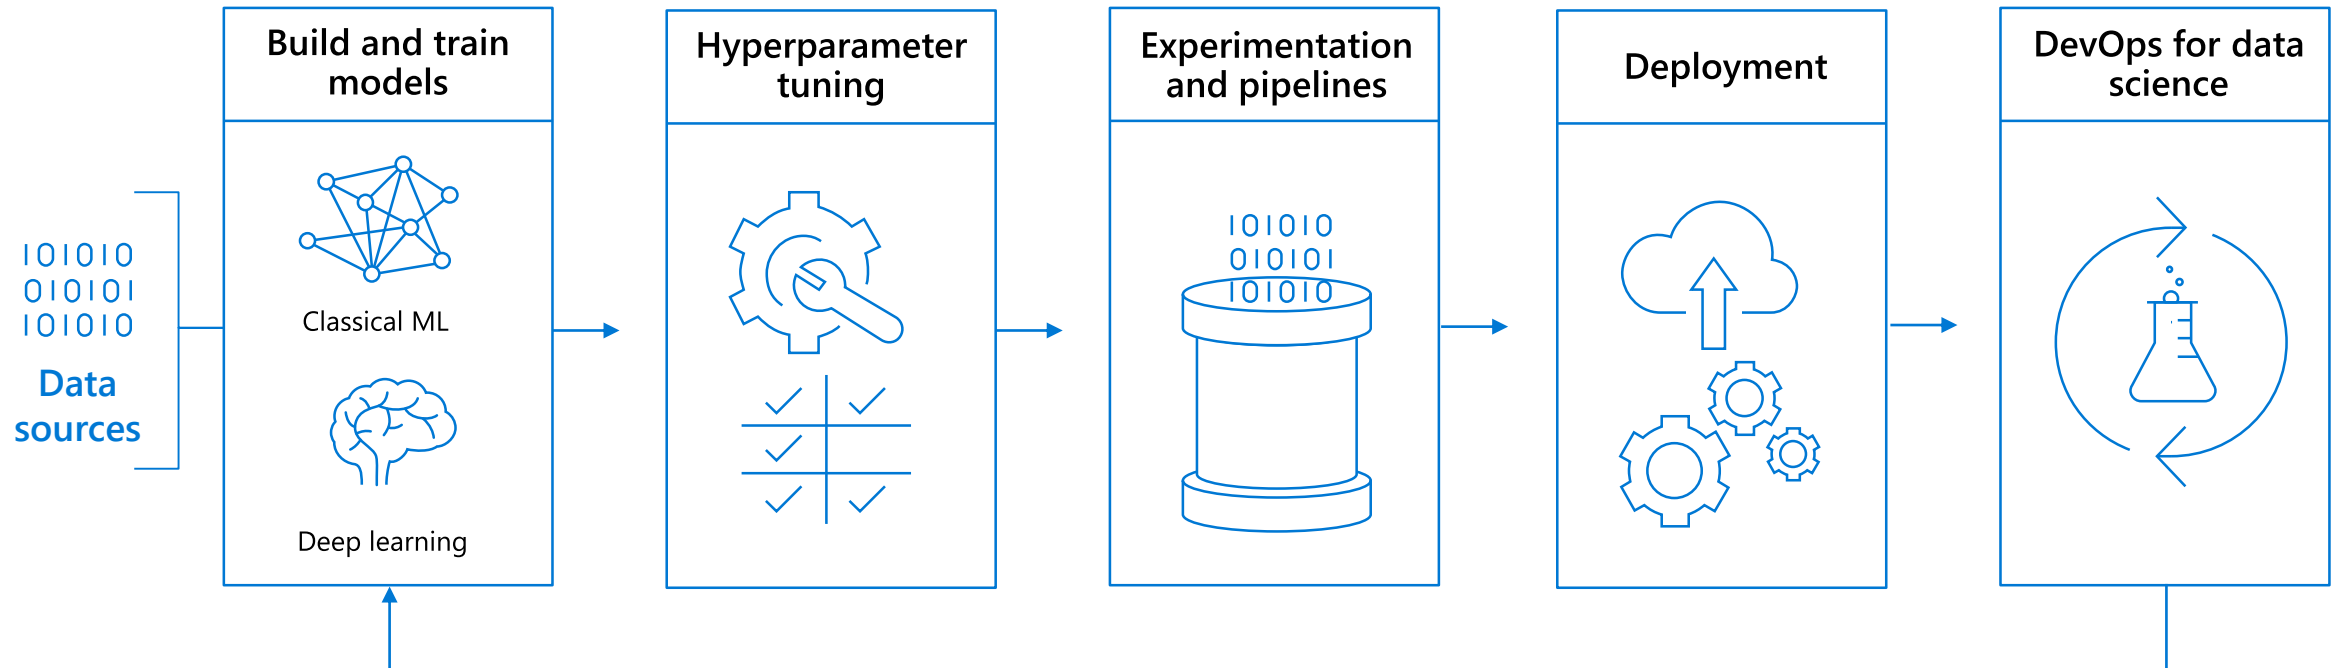 Build and train
models
Hyperparameter
tuning
Experimentation
and pipelines
Deployment
DevOps for data
science
101010
010101
101010
Data
sources
Classical ML
Deep learning
101010
010101
101010